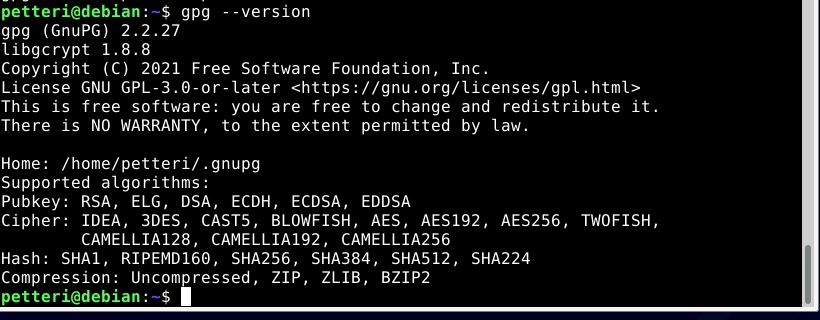 petteri@debian:~$ gpg --version
gpg (GnuPG) 2.2.27
libgcrypt 1.8.8
Copyright (C) 2021 Free Software Foundation, Inc.
License GNU GPL-3.0-or-later <https://gnu.org/licenses/gpl.html>
This is free software: you are free to change and redistribute it.
There is NO WARRANTY, to the extent permitted by law.

Home: /home/petteri/.gnupg
Supported algorithms:
Pubkey: RSA, ELG, DSA, ECDH, ECDSA, EDDSA
Cipher: IDEA, 3DES, CAST5, BLOWFISH, AES, AES192, AES256, TWOFISH,
        CAMELLIA128, CAMELLIA192, CAMELLIA256
Hash: SHA1, RIPEMD160, SHA256, SHA384, SHA512, SHA224
Compression: Uncompressed, ZIP, ZLIB, BZIP2
petteri@debian:~$